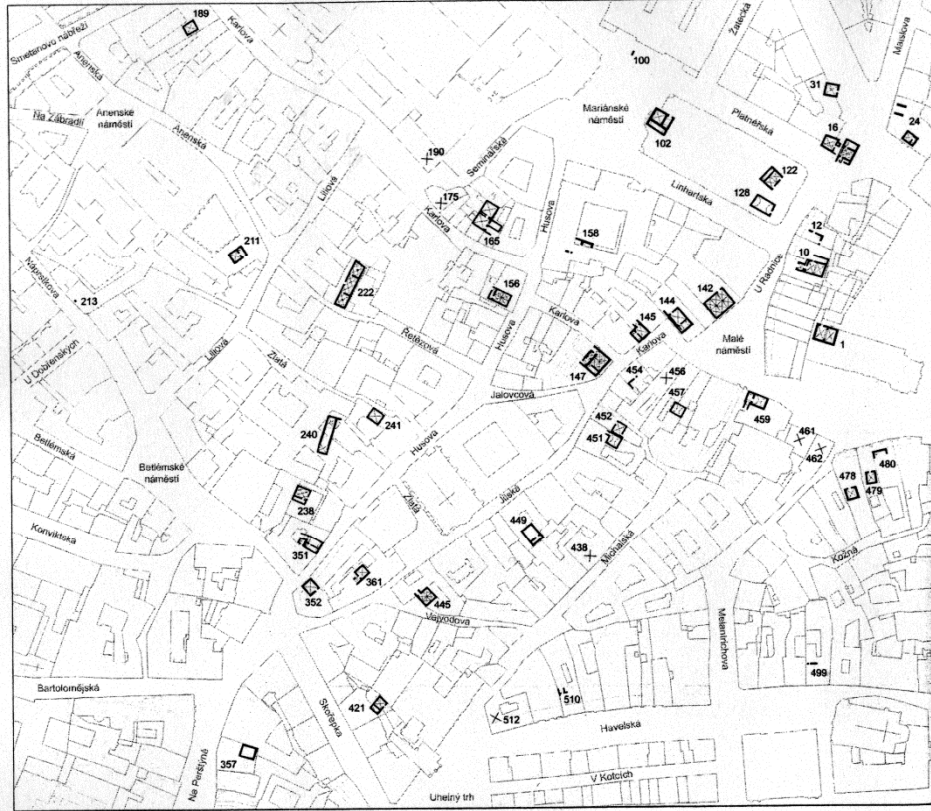 189
Smetanovo nábřeží
Karlova
Anenská
Na Zábradlí
Anenské
náměstí
Anenská
Liliová
190
Seminářská
175
Karlova
165
Husova
158
100
Mariánské
náměstí
102
Žatecká
Platnéřská
31
Maislova
24
16
122
128
Linhartská
12
10
U Radnice
1
211
Náprstkova
213
222
156
Karlova
Husova
Řetězová
Liliová
Zlatá
U Dobřenských
142
144
145
Karlova
Malé
náměstí
147
454
456
457
459
461
462
Jalovcová
452
451
480
478
479
Betlémská
Betlémské
náměstí
240
241
Husova
238
Zlatá
Jilská
Konviktská
351
449
438
Michalská
Kožná
352
361
445
Vejvodova
Melantrichova
499
Bartolomějská
Skořepka
421
510
512
Havelská
357
Na Perštýně
V Kotcích
Uhelný trh